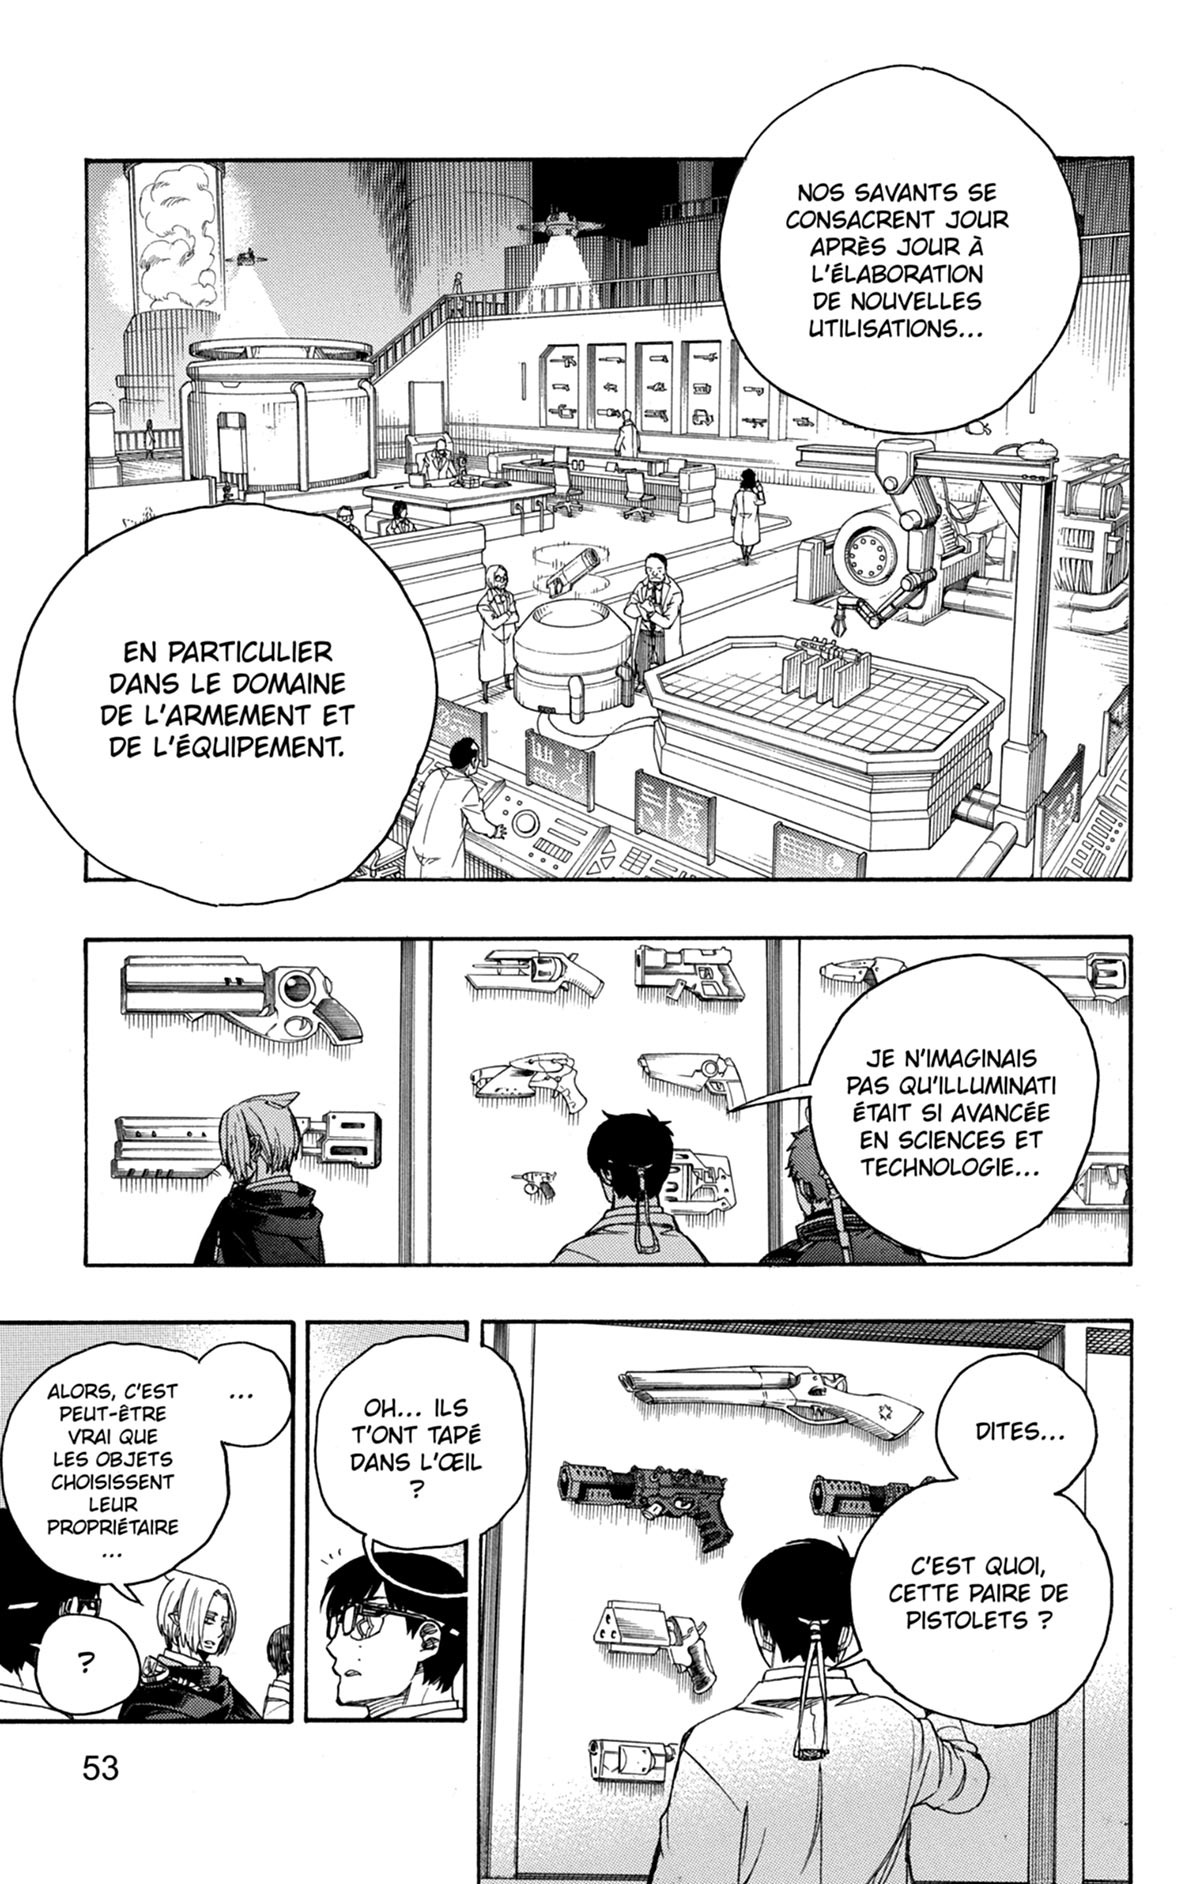 NOS SAVANTS SE
CONSACRENT JOUR
APRÈS JOUR À
L'ÉLABORATION
DE NOUVELLES
UTILISATIONS...
EN PARTICULIER
DANS LE DOMAINE
DE L'ARMEMENT ET
DE L'ÉQUIPEMENT.
JE N'IMAGINAIS
PAS QU'ILLUMINATI
ÉTAIT SI AVANCÉE
EN SCIENCES ET
TECHNOLOGIE...
DITES...
C'EST QUOI,
CETTE PAIRE DE
PISTOLETS ?
OH... ILS
T'ONT TAPÉ
DANS L'ŒIL
?
...
ALORS, C'EST
PEUT-ÊTRE
VRAI QUE
LES OBJETS
CHOISISSENT
LEUR
PROPRIÉTAIRE
...
?
53